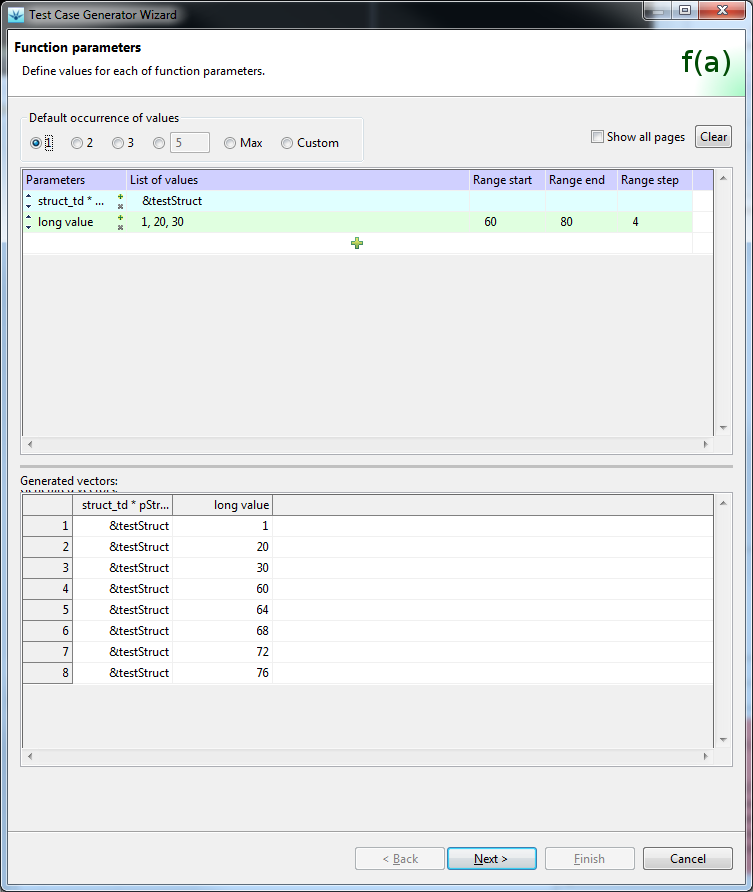 Test Case Generator Wizard
Function parameters
Define values for each of function parameters.
f(a)
Default occurrence of values
1 2 3 5 Max Custom
Show all pages Clear
Parameters List of values Range start Range end Range step
struct_td * ... &testStruct
long value 1, 20, 30 60 80 4
Generated vectors:
struct_td * pStr... long value
1 &testStruct 1
2 &testStruct 20
3 &testStruct 30
4 &testStruct 60
5 &testStruct 64
6 &testStruct 68
7 &testStruct 72
8 &testStruct 76
< Back Next > Finish Cancel